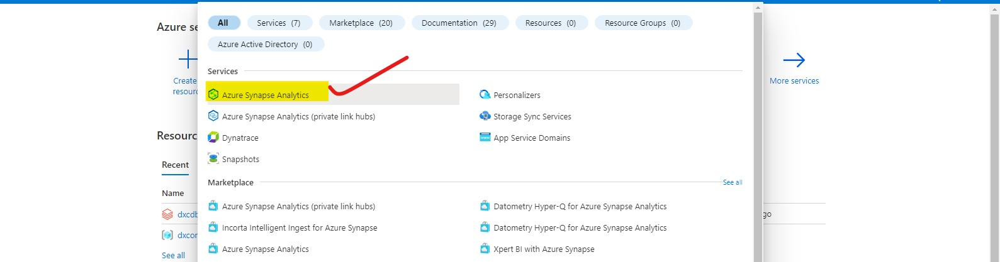 All
Services (7)
Marketplace (20)
Documentation (29)
Resources (0)
Resource Groups (0)
Azure Active Directory (0)
Azure se
Create
resourc
More services
Services
Azure Synapse Analytics
Personalizers
Azure Synapse Analytics (private link hubs)
Storage Sync Services
Dynatrace
App Service Domains
Snapshots
Resourc
Recent
Name
dxcdb
dxcor
See all
go
Marketplace
See all
Azure Synapse Analytics (private link hubs)
Datometry Hyper-Q for Azure Synapse Analytics
Incorta Intelligent Ingest for Azure Synapse
Datometry Hyper-Q for Azure Synapse Analytics
Azure Synapse Analytics
Xpert BI with Azure Synapse